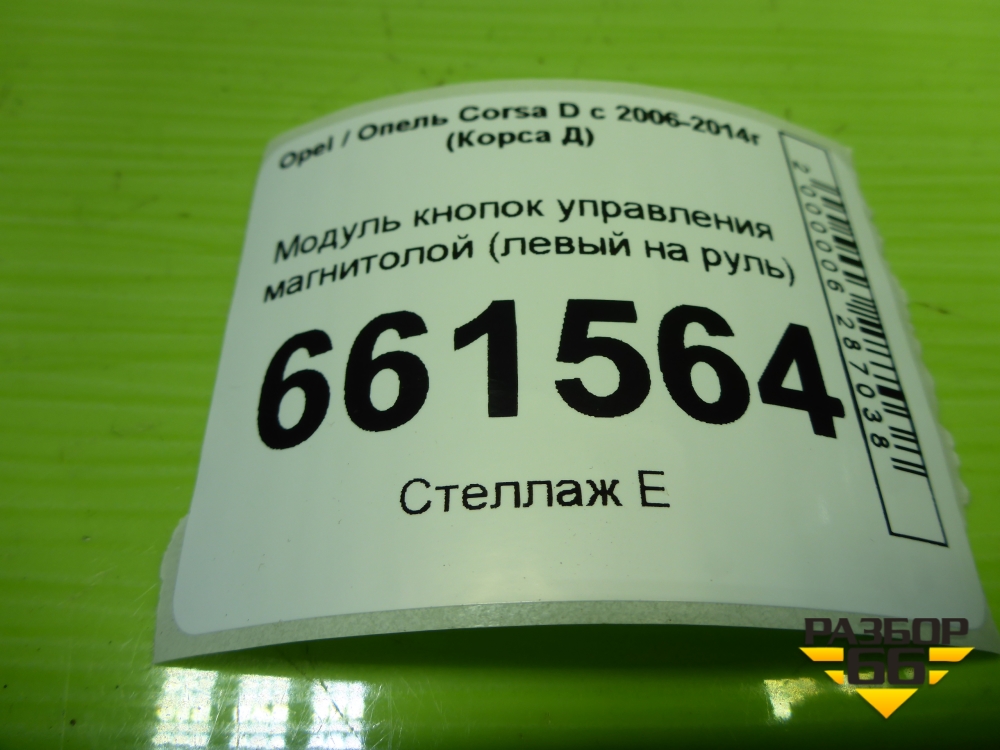 Opel / Опель Corsa D с 2006-2014г
(Корса Д)
Модуль кнопок управления
магнитолой (левый на руль)
661564
Стеллаж Е
2000006287038
РАЗБОР
66